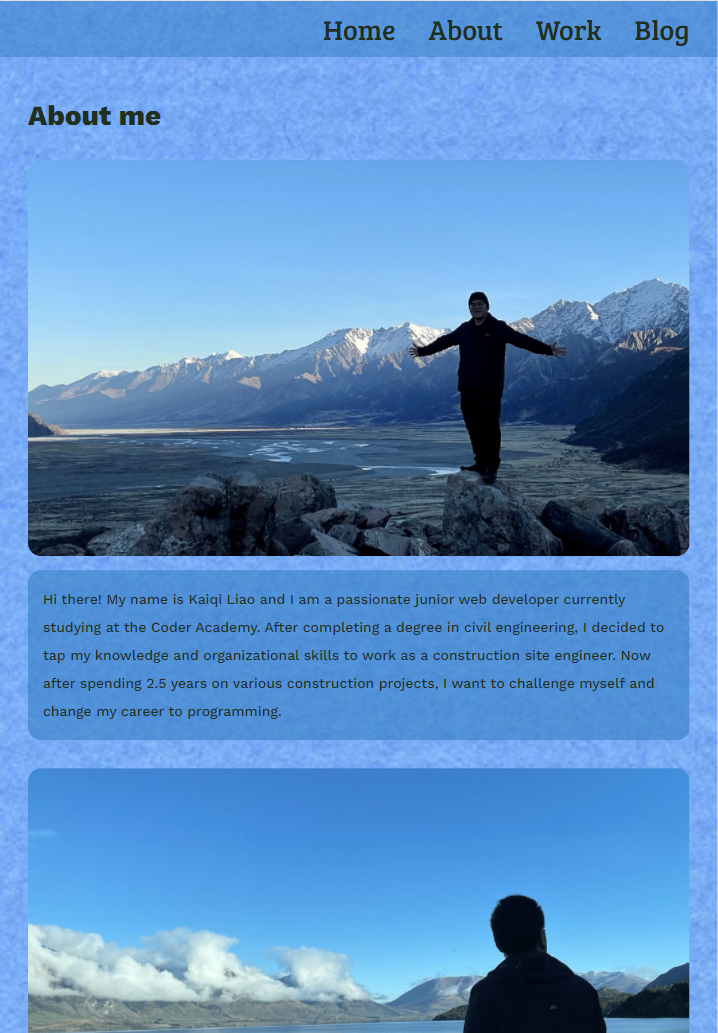 Home About Work Blog
About me
Hi there! My name is Kaiqi Liao and I am a passionate junior web developer currently
studying at the Coder Academy. After completing a degree in civil engineering, I decided to
tap my knowledge and organizational skills to work as a construction site engineer. Now
after spending 2.5 years on various construction projects, I want to challenge myself and
change my career to programming.